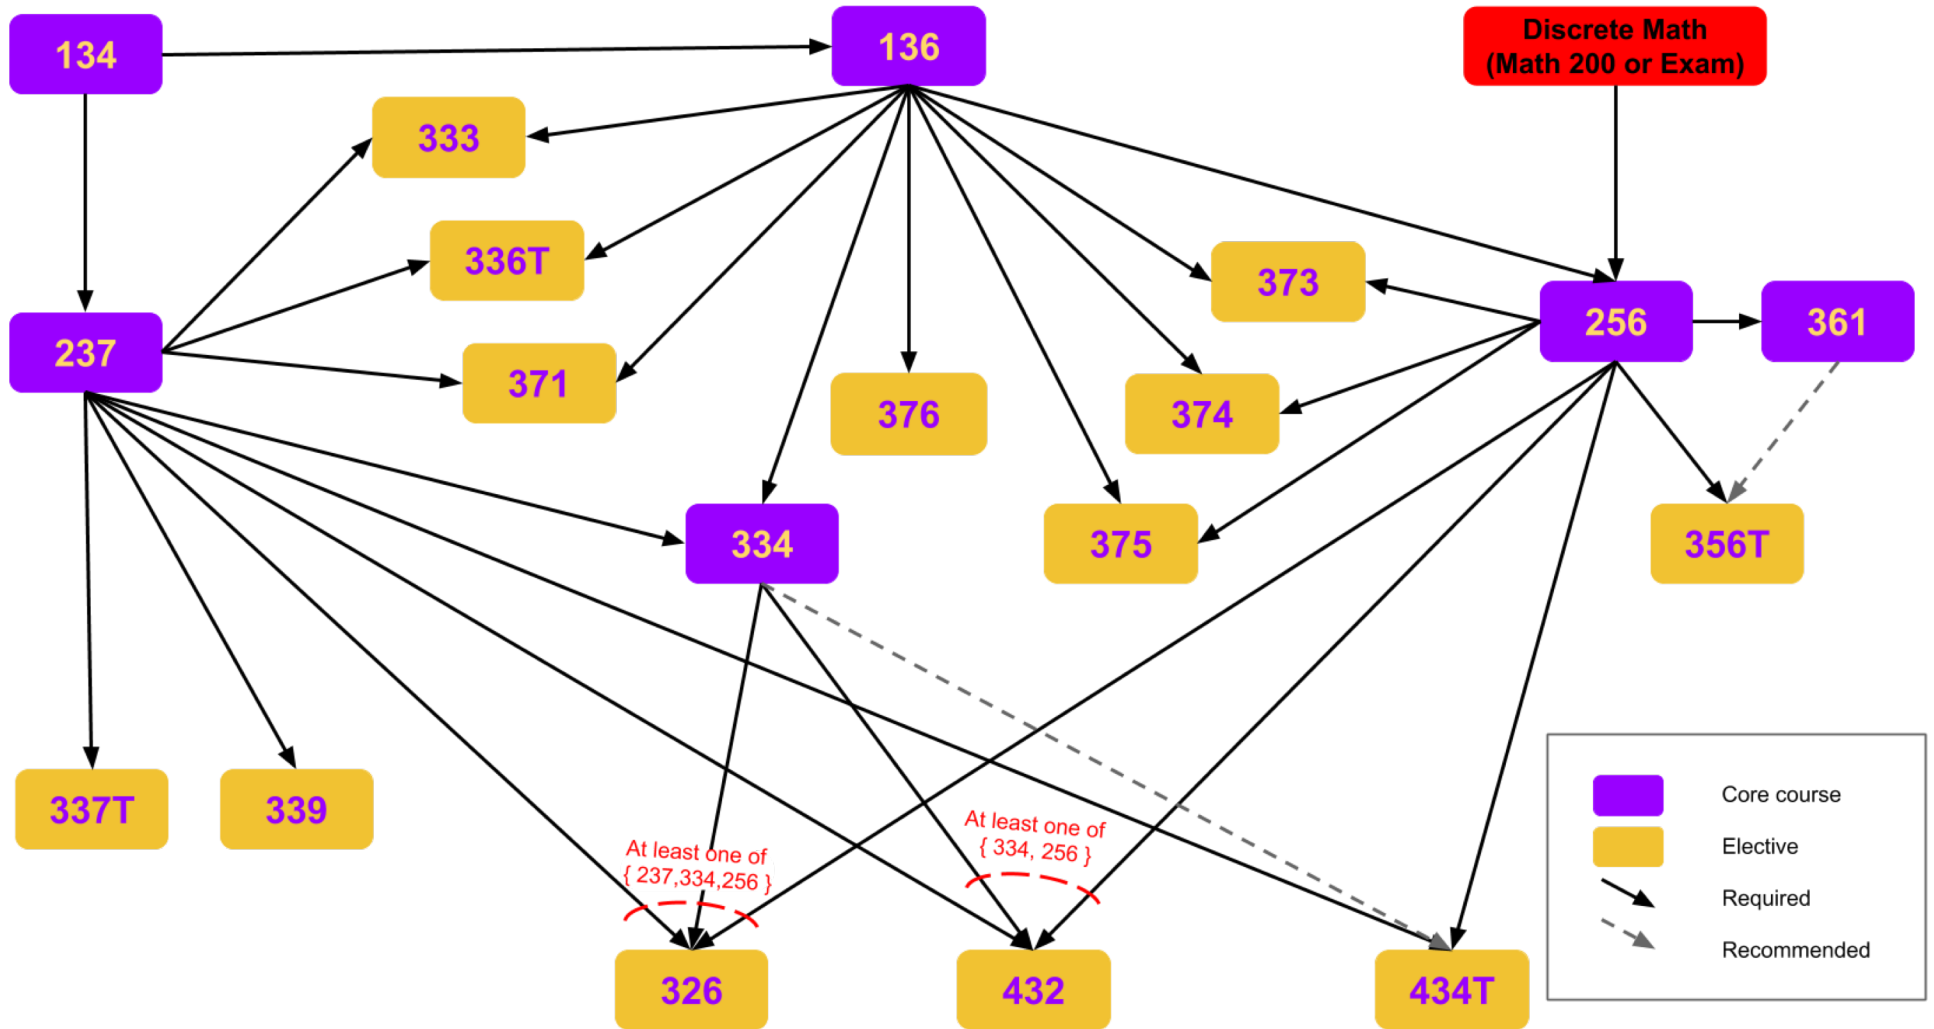 134
136
Discrete Math
(Math 200 or Exam)
333
336T
373
237
256
361
371
376
374
334
375
356T
337T
339
At least one of
{ 237,334,256 }
At least one of
{ 334, 256 }
326
432
434T
Core course
Elective
Required
Recommended